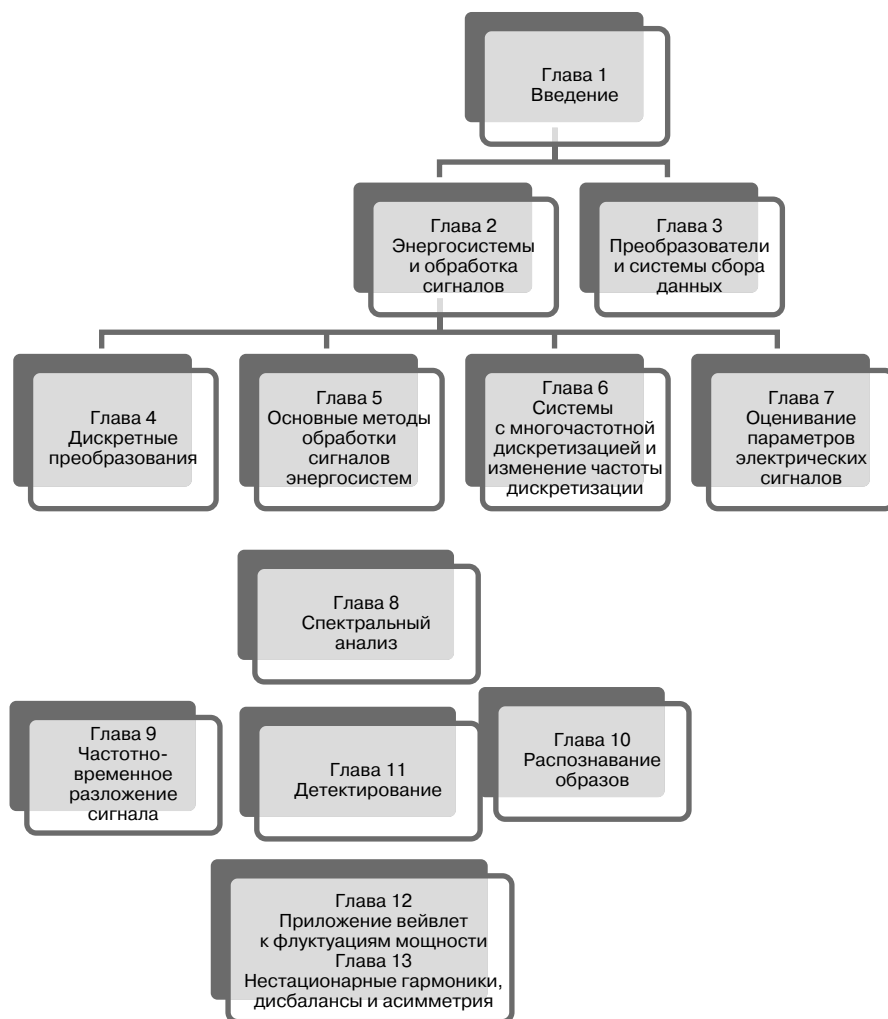 Глава 1
Введение
Глава 2
Энергосистемы
и обработка
сигналов
Глава 3
Преобразователи
и системы сбора
данных
Глава 4
Дискретные
преобразования
Глава 5
Основные методы
обработки
сигналов
энергосистем
Глава 6
Системы
с многочастотной
дискретизацией и
изменение частоты
дискретизации
Глава 7
Оценивание
параметров
электрических
сигналов
Глава 8
Спектральный
анализ
Глава 9
Частотно-
временное
разложение
сигнала
Глава 11
Детектирование
Глава 10
Распознавание
образов
Глава 12
Приложение вейвлет
к флуктуациям мощности
Глава 13
Нестационарные гармоники,
дисбалансы и асимметрия